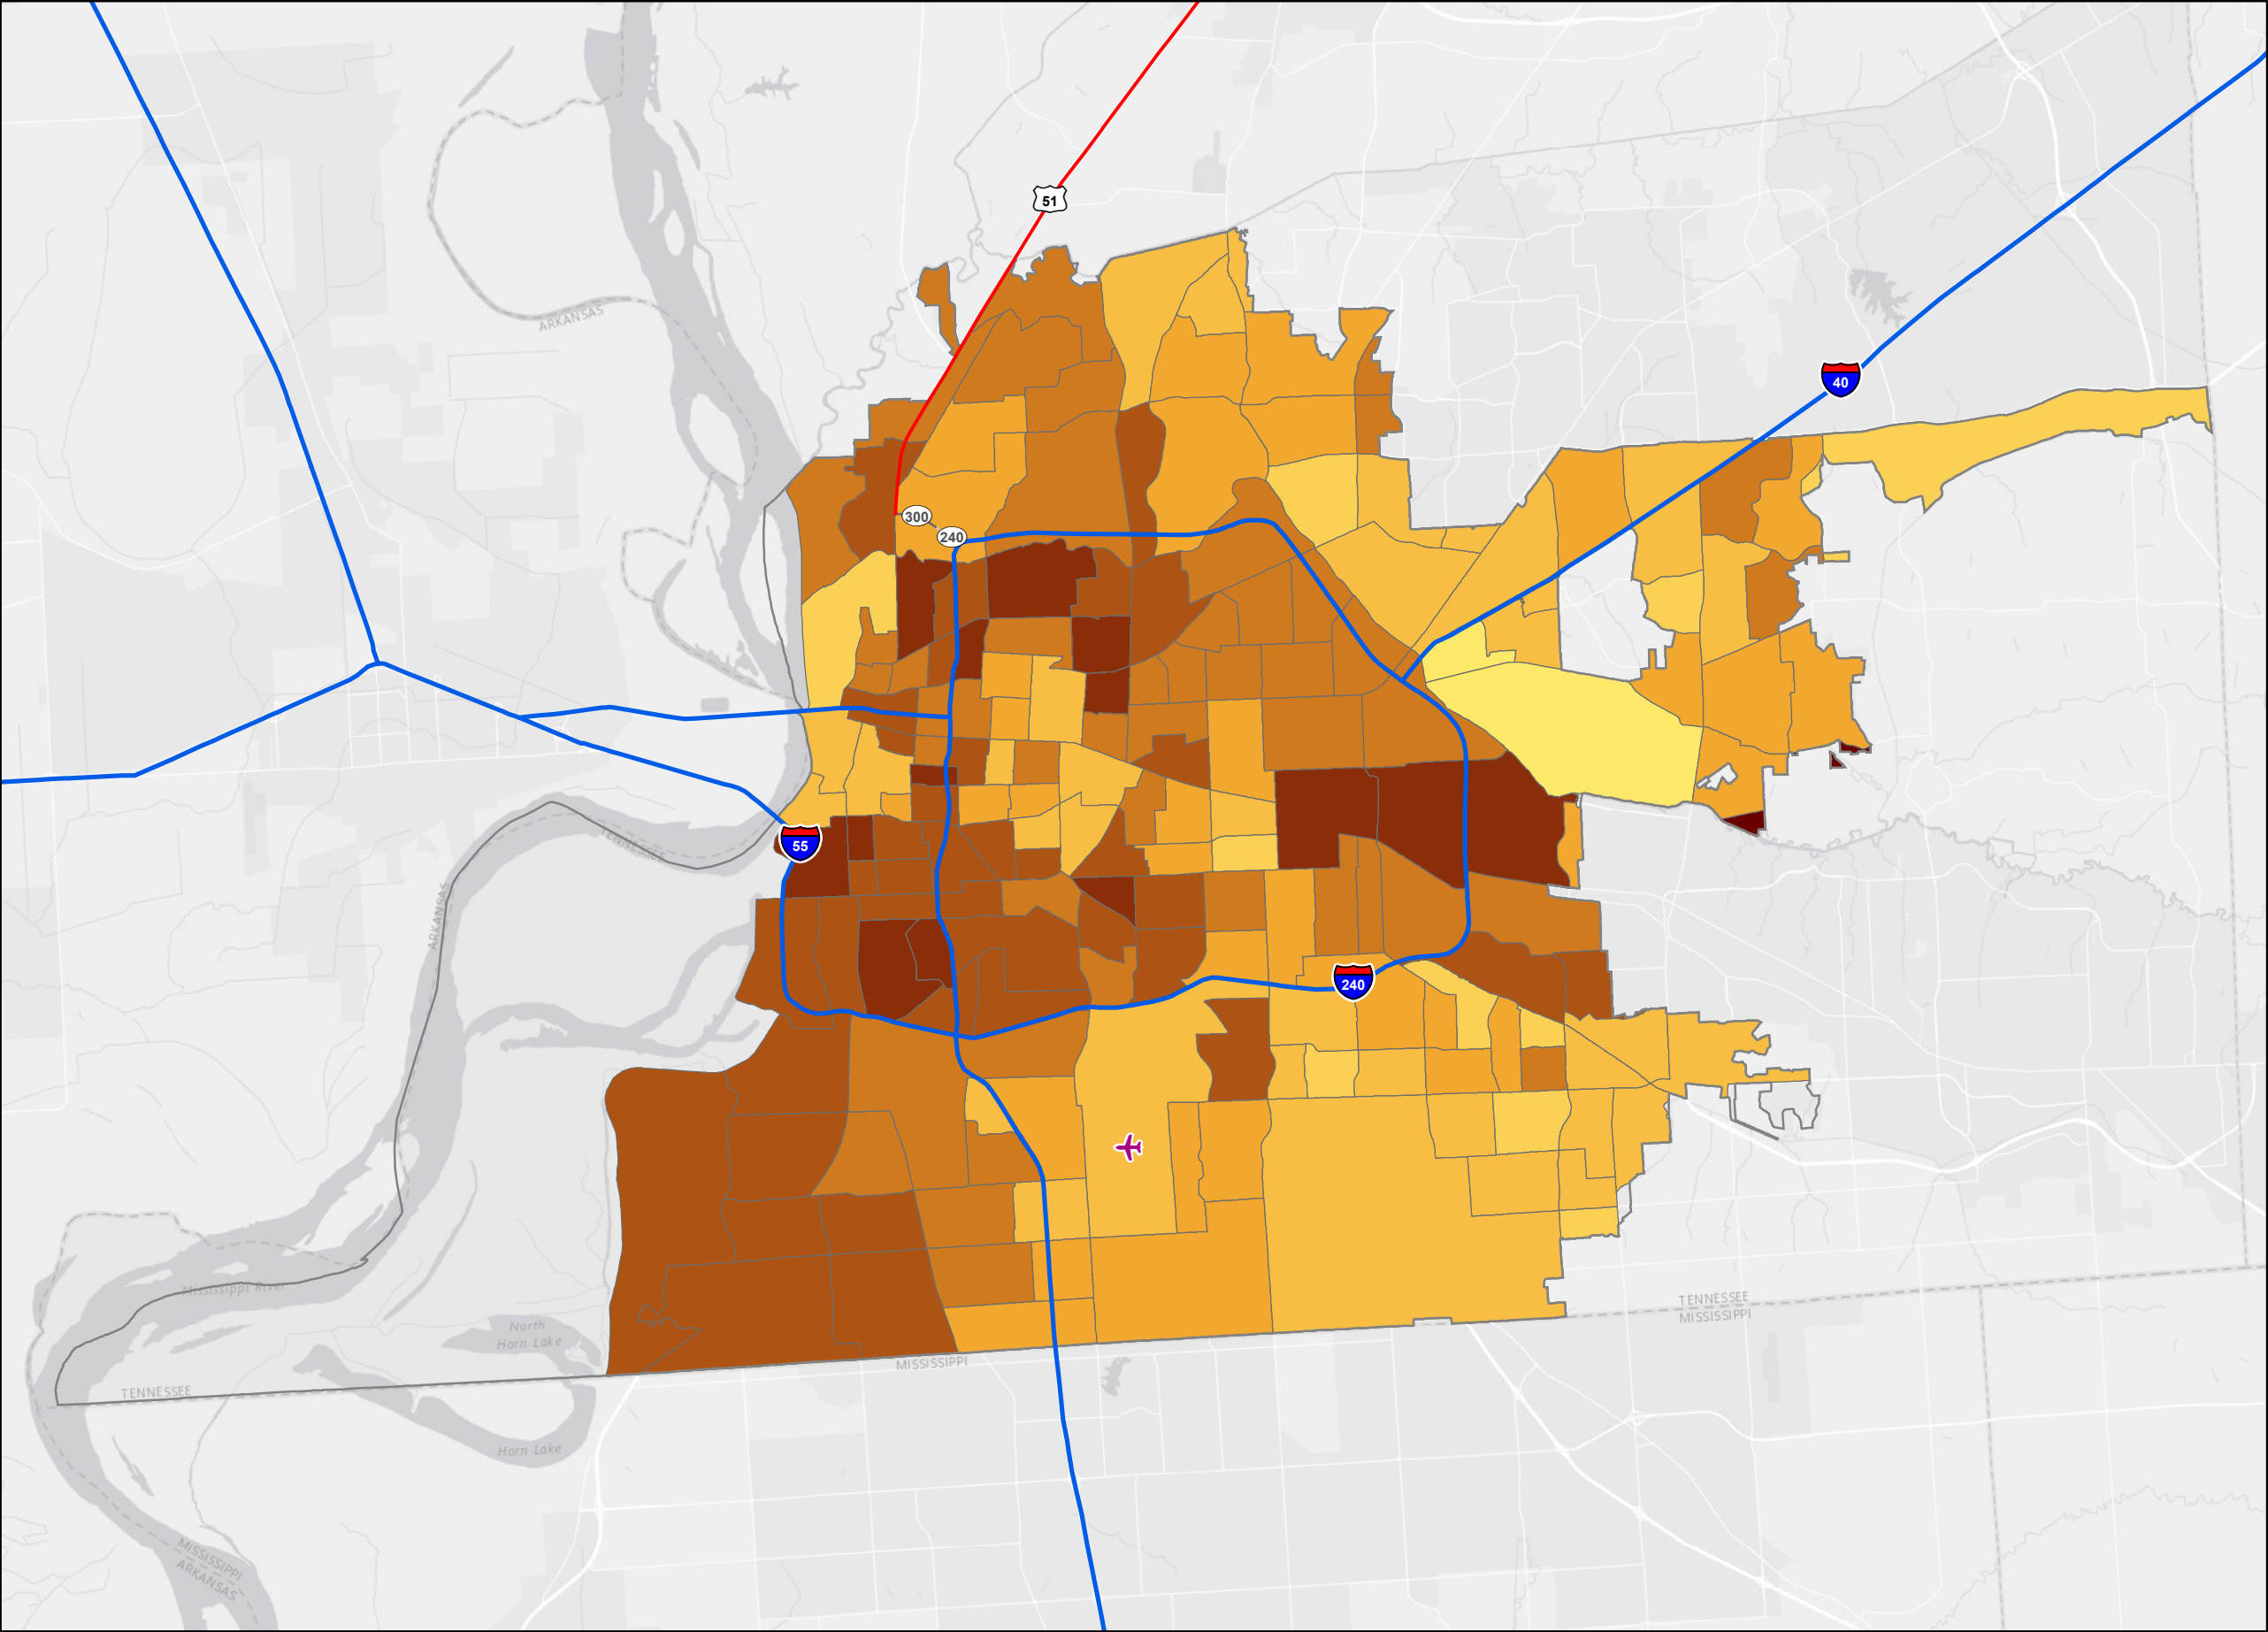 51
ARKANSAS
40
300
240
TENNESSEE
55
ARKANSAS
240
Mississippi River
TENNESSEE
MISSISSIPPI
North
Horn Lake
MISSISSIPPI
TENNESSEE
Horn Lake
MISSISSIPPI
ARKANSAS